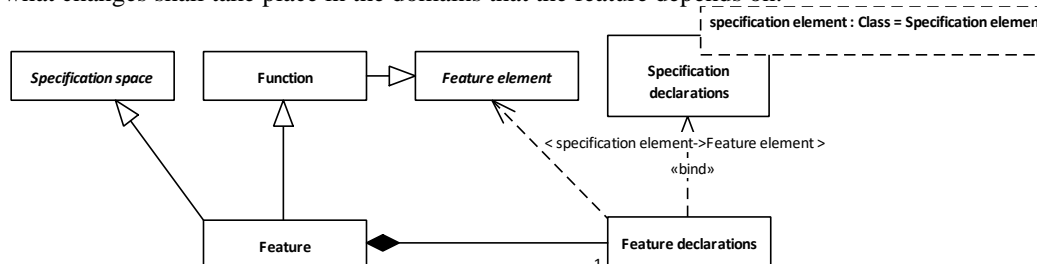 what changes shall take place in the domains that the feature depends on.
specification element : Class = Specification elemen
Specification space
Function
Feature element
Specification
declarations
< specification element->Feature element >
«bind»
Feature
Feature declarations
1